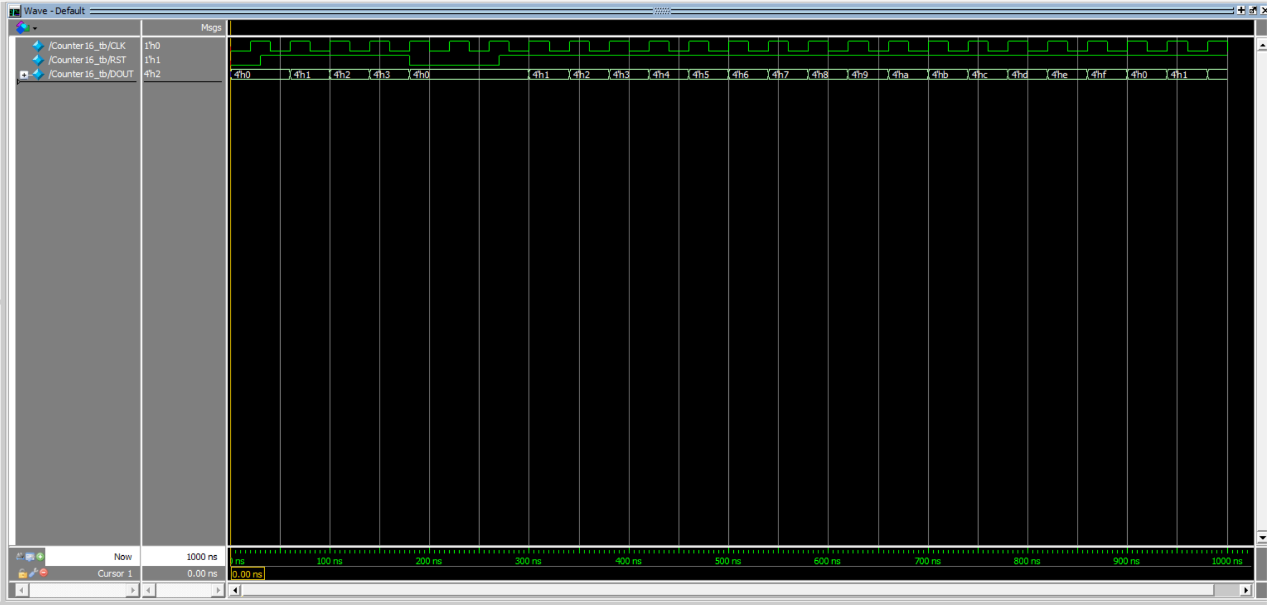 Wave - Default
Msgs
/Counter16_tb/CLK 1'h0
/Counter16_tb/RST 1'h1
/Counter16_tb/DOUT 4'h2 4'h0 4'h1 4'h2 4'h3 4'h0 4'h1 4'h2 4'h3 4'h4 4'h5 4'h6 4'h7 4'h8 4'h9 4'ha 4'hb 4'hc 4'hd 4'he 4'hf 4'h0 4'h1
Now 1000 ns ns 100 ns 200 ns 300 ns 400 ns 500 ns 600 ns 700 ns 800 ns 900 ns 1000 ns
Cursor 1 0.00 ns 0.00 ns